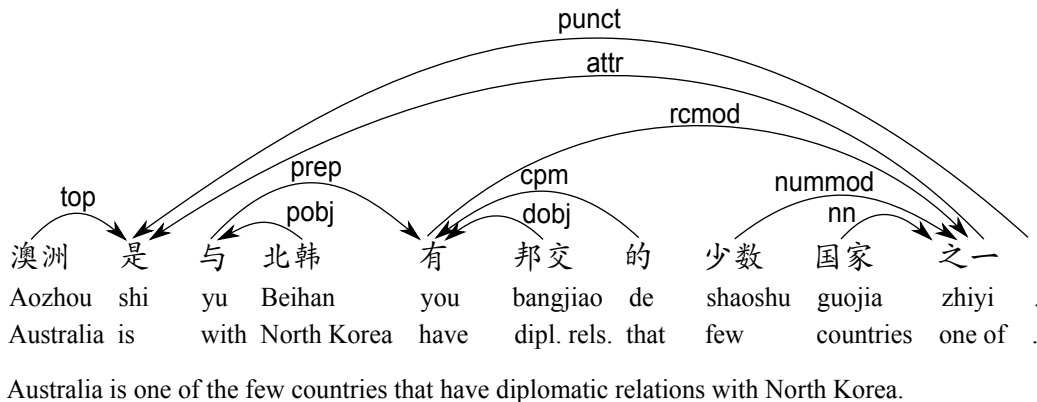 punct
attr
rcmod
prep cpm nummod
top pobj dobj nn
澳洲 是 与 北韩 有 邦交 的 少数 国家 之一 .
Aozhou shi yu Beihan you bangjiao de shaoshu guojia zhiyi .
Australia is with North Korea have dipl. rels. that few countries one of .
Australia is one of the few countries that have diplomatic relations with North Korea.